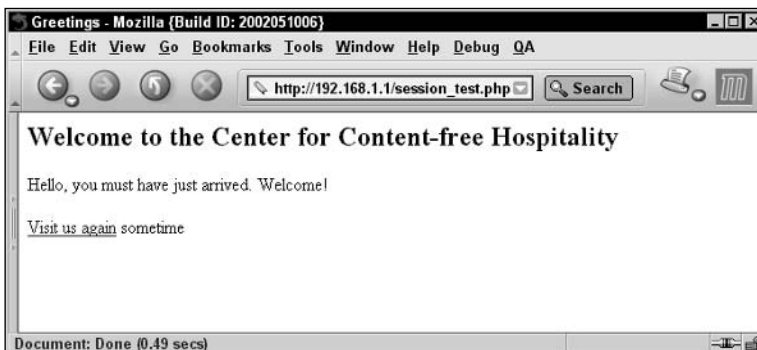 Greetings - Mozilla {Build ID: 2002051006}
File Edit View Go Bookmarks Tools Window Help Debug QA
http://192.168.1.1/session_test.php Search
Welcome to the Center for Content-free Hospitality
Hello, you must have just arrived. Welcome!
Visit us again sometime
Document: Done (0.49 secs)